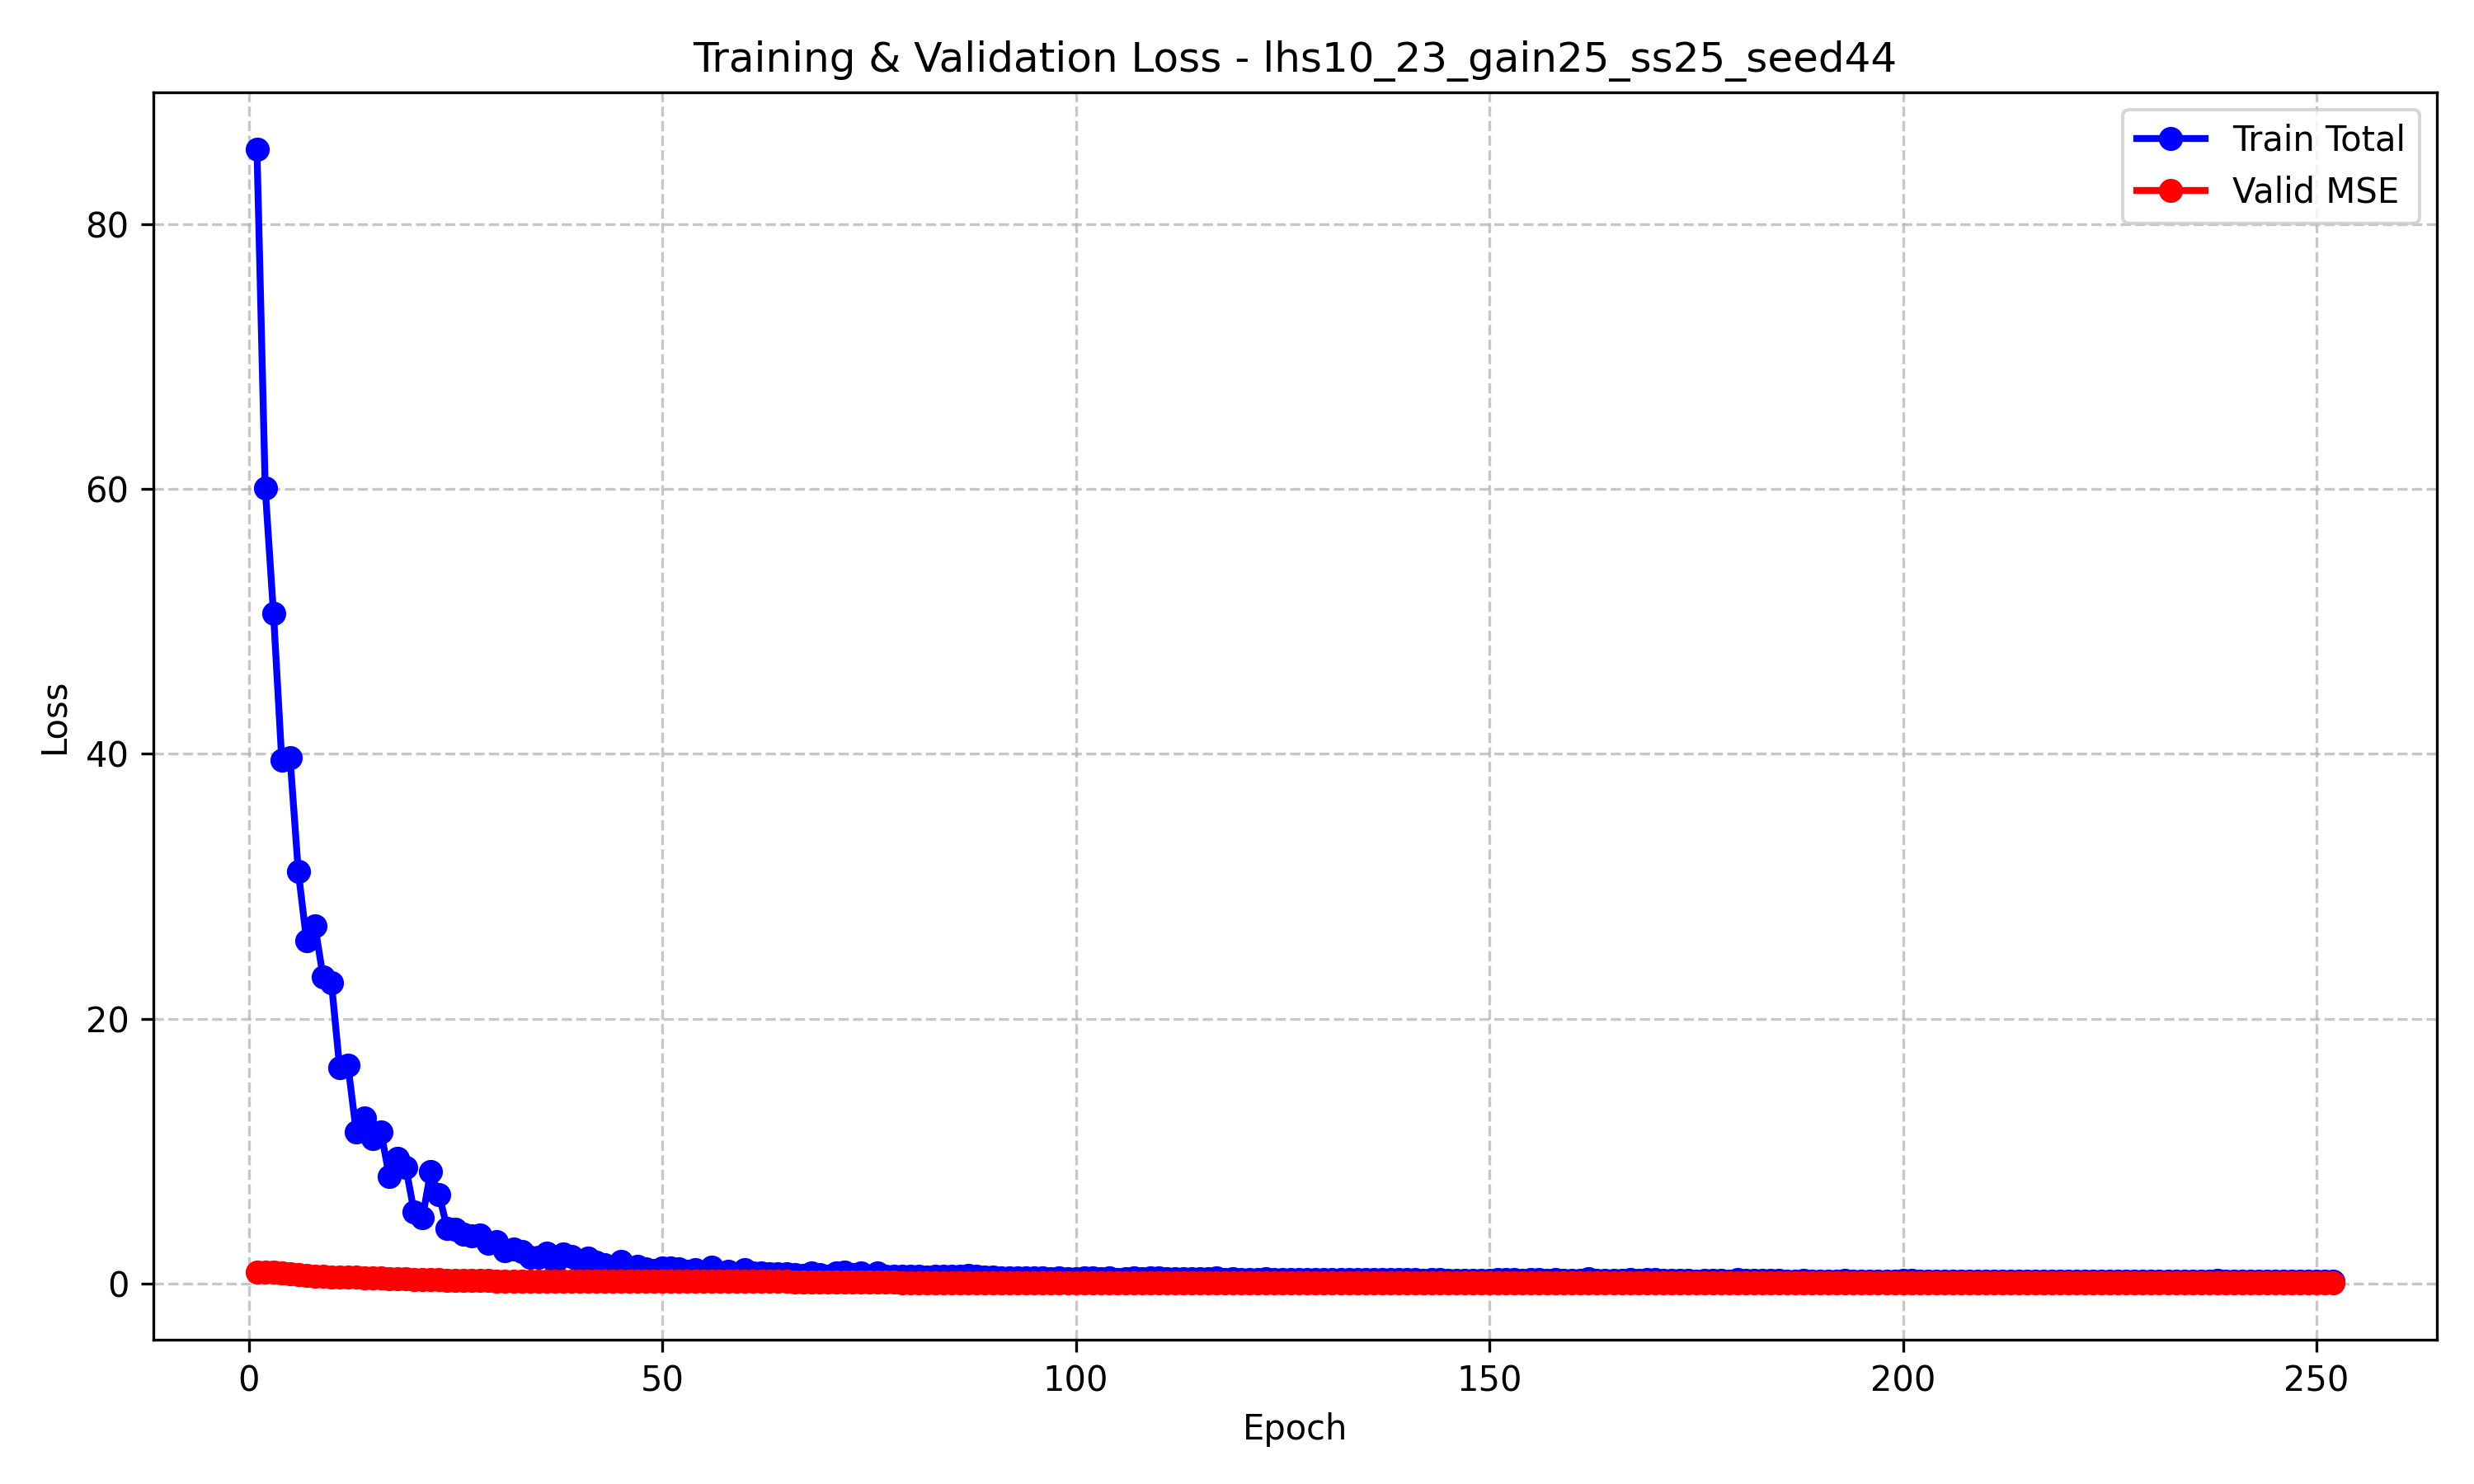 Training & Validation Loss - lhs10_23_gain25_ss25_seed44
Train Total
Valid MSE
80
60
40
20
0
Loss
0 50 100 150 200 250
Epoch